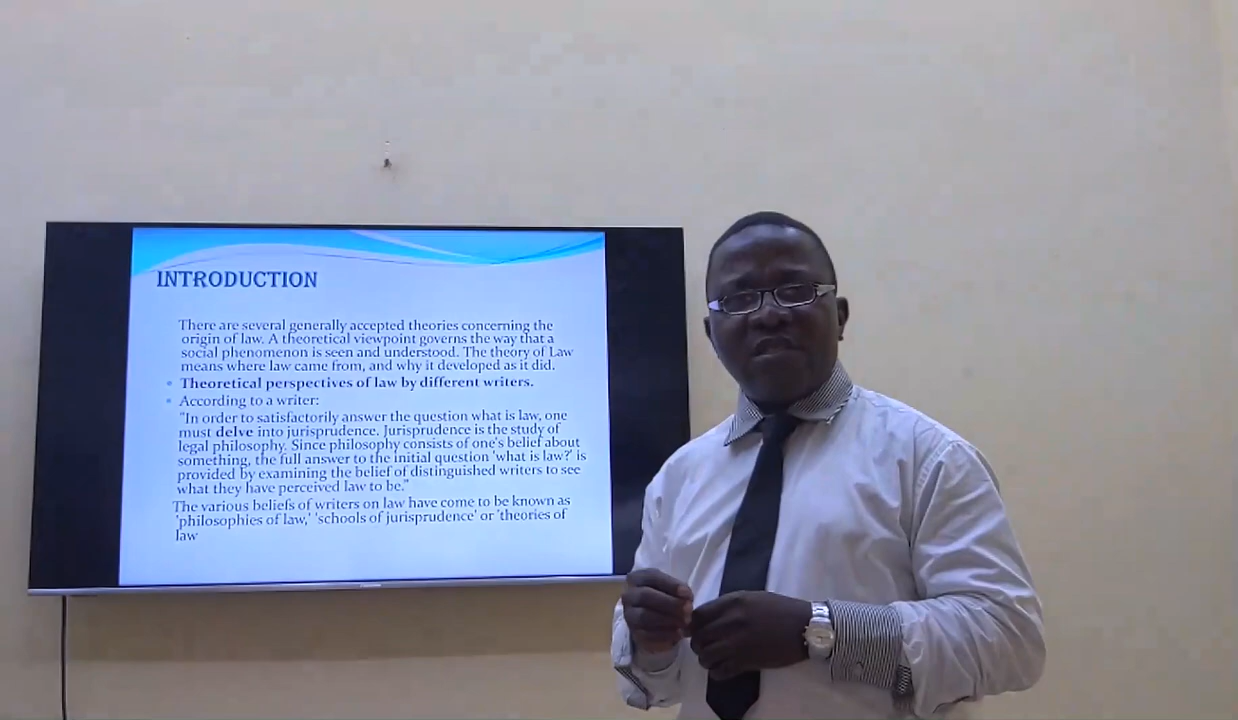 INTRODUCTION
There are several generally accepted theories concerning the
origin of law. A theoretical viewpoint governs the way that a
social phenomenon is seen and understood. The theory of Law
means where law came from, and why it developed as it did.
• Theoretical perspectives of law by different writers.
• According to a writer:
"In order to satisfactorily answer the question what is law, one
must delve into jurisprudence. Jurisprudence is the study of
legal philosophy. Since philosophy consists of one's belief about
something, the full answer to the initial question 'what is law?' is
provided by examining the belief of distinguished writers to see
what they have perceived law to be."
The various beliefs of writers on law have come to be known as
'philosophies of law,' 'schools of jurisprudence' or 'theories of
law